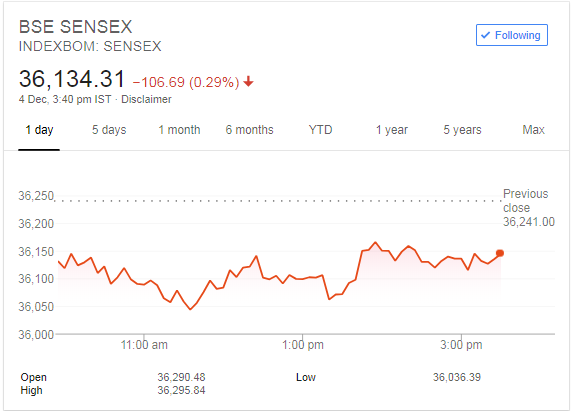 BSE SENSEX
INDEXBOM: SENSEX
Following
36,134.31 −106.69 (0.29%)
4 Dec, 3:40 pm IST · Disclaimer
1 day 5 days 1 month 6 months YTD 1 year 5 years Max
36,250
36,200
36,150
36,100
36,050
36,000
Previous
close
36,241.00
11:00 am 1:00 pm 3:00 pm
Open 36,290.48 Low 36,036.39
High 36,295.84